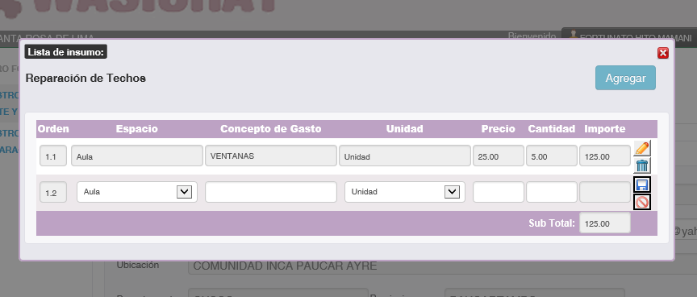 WASICHAY
SANTA ROSA DE LIMA
Bienvenido FORTUNATO HITO MAMANI
Lista de insumo:
Reparación de Techos
Agregar
Orden Espacio Concepto de Gasto Unidad Precio Cantidad Importe
1.1 Aula VENTANAS Unidad 25.00 5.00 125.00
1.2 Aula Unidad
Sub Total: 125.00
Ubicación COMUNIDAD INCA PAUCAR AYRE